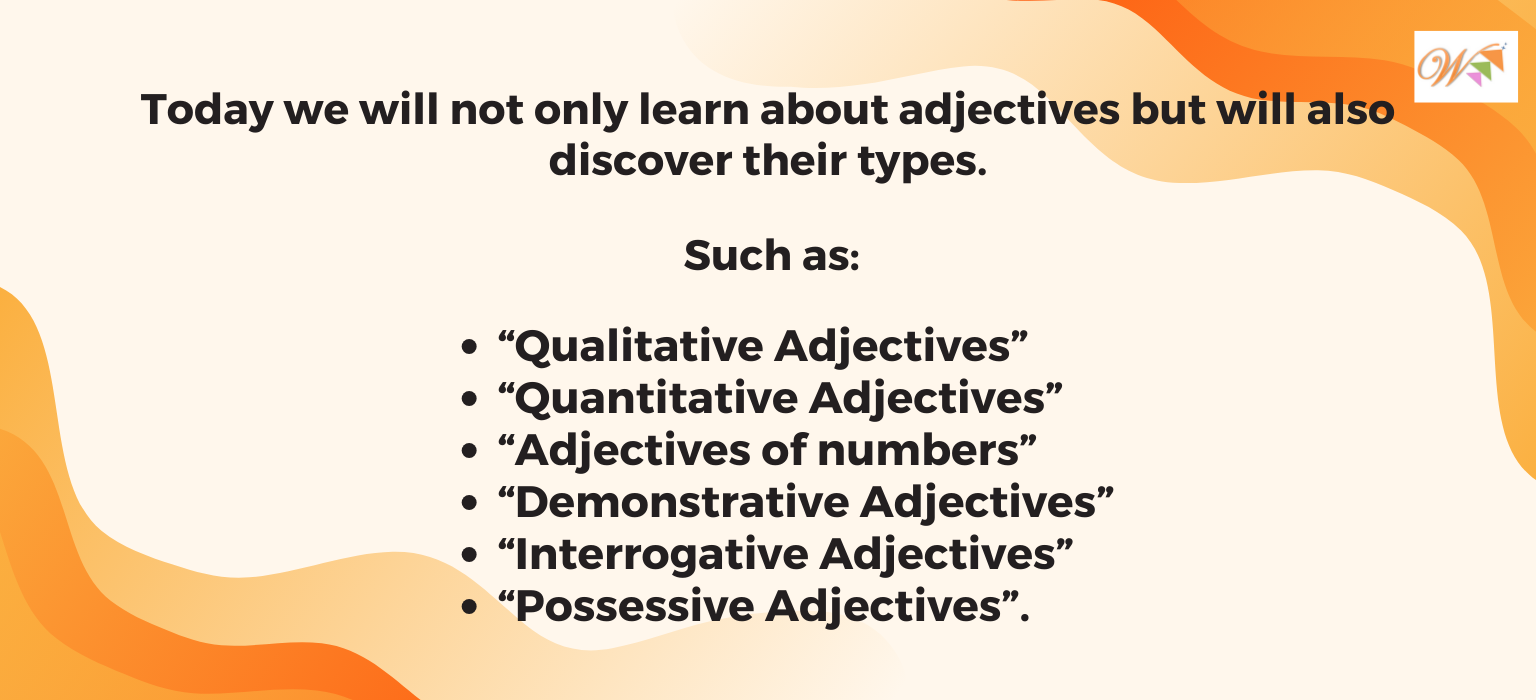 W
Today we will not only learn about adjectives but will also
discover their types.
Such as:
• “Qualitative Adjectives”
• “Quantitative Adjectives”
• “Adjectives of numbers”
• “Demonstrative Adjectives”
• “Interrogative Adjectives”
• “Possessive Adjectives”.